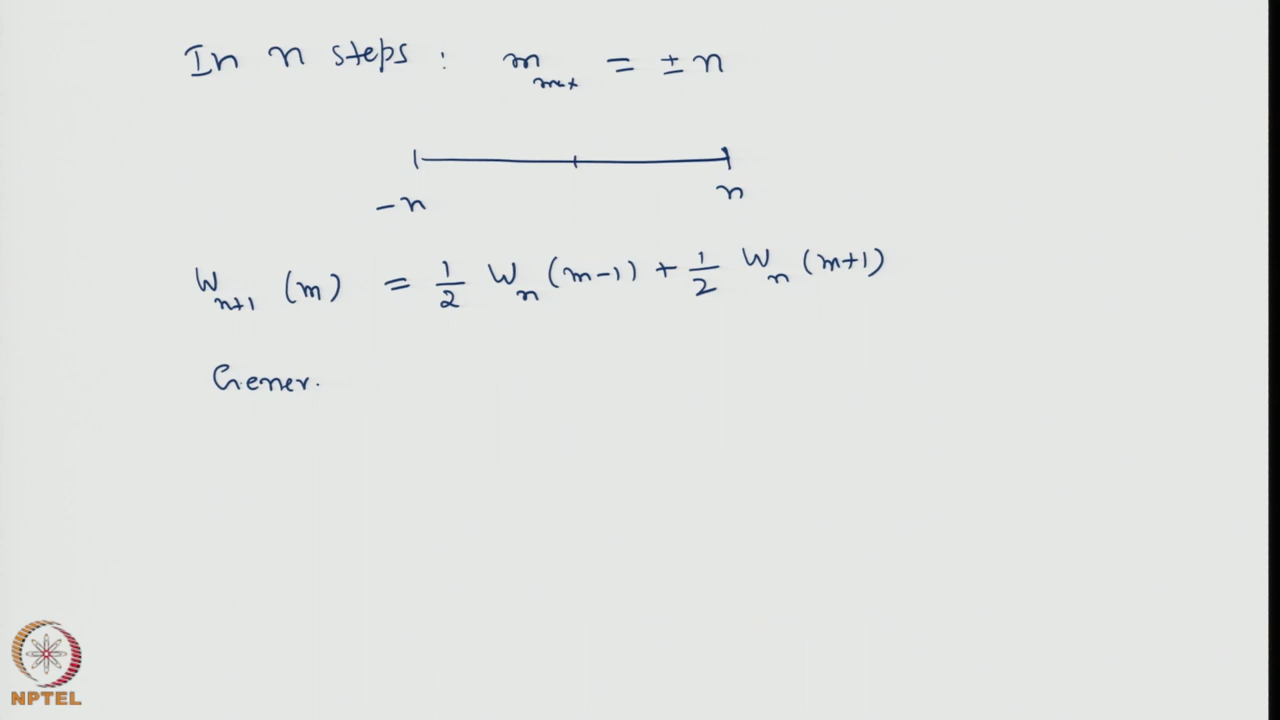 In n steps : m_max = ± n
-n n
W_{n+1} (m) = 1/2 W_n (m-1) + 1/2 W_n (m+1)
Gener.
NPTEL